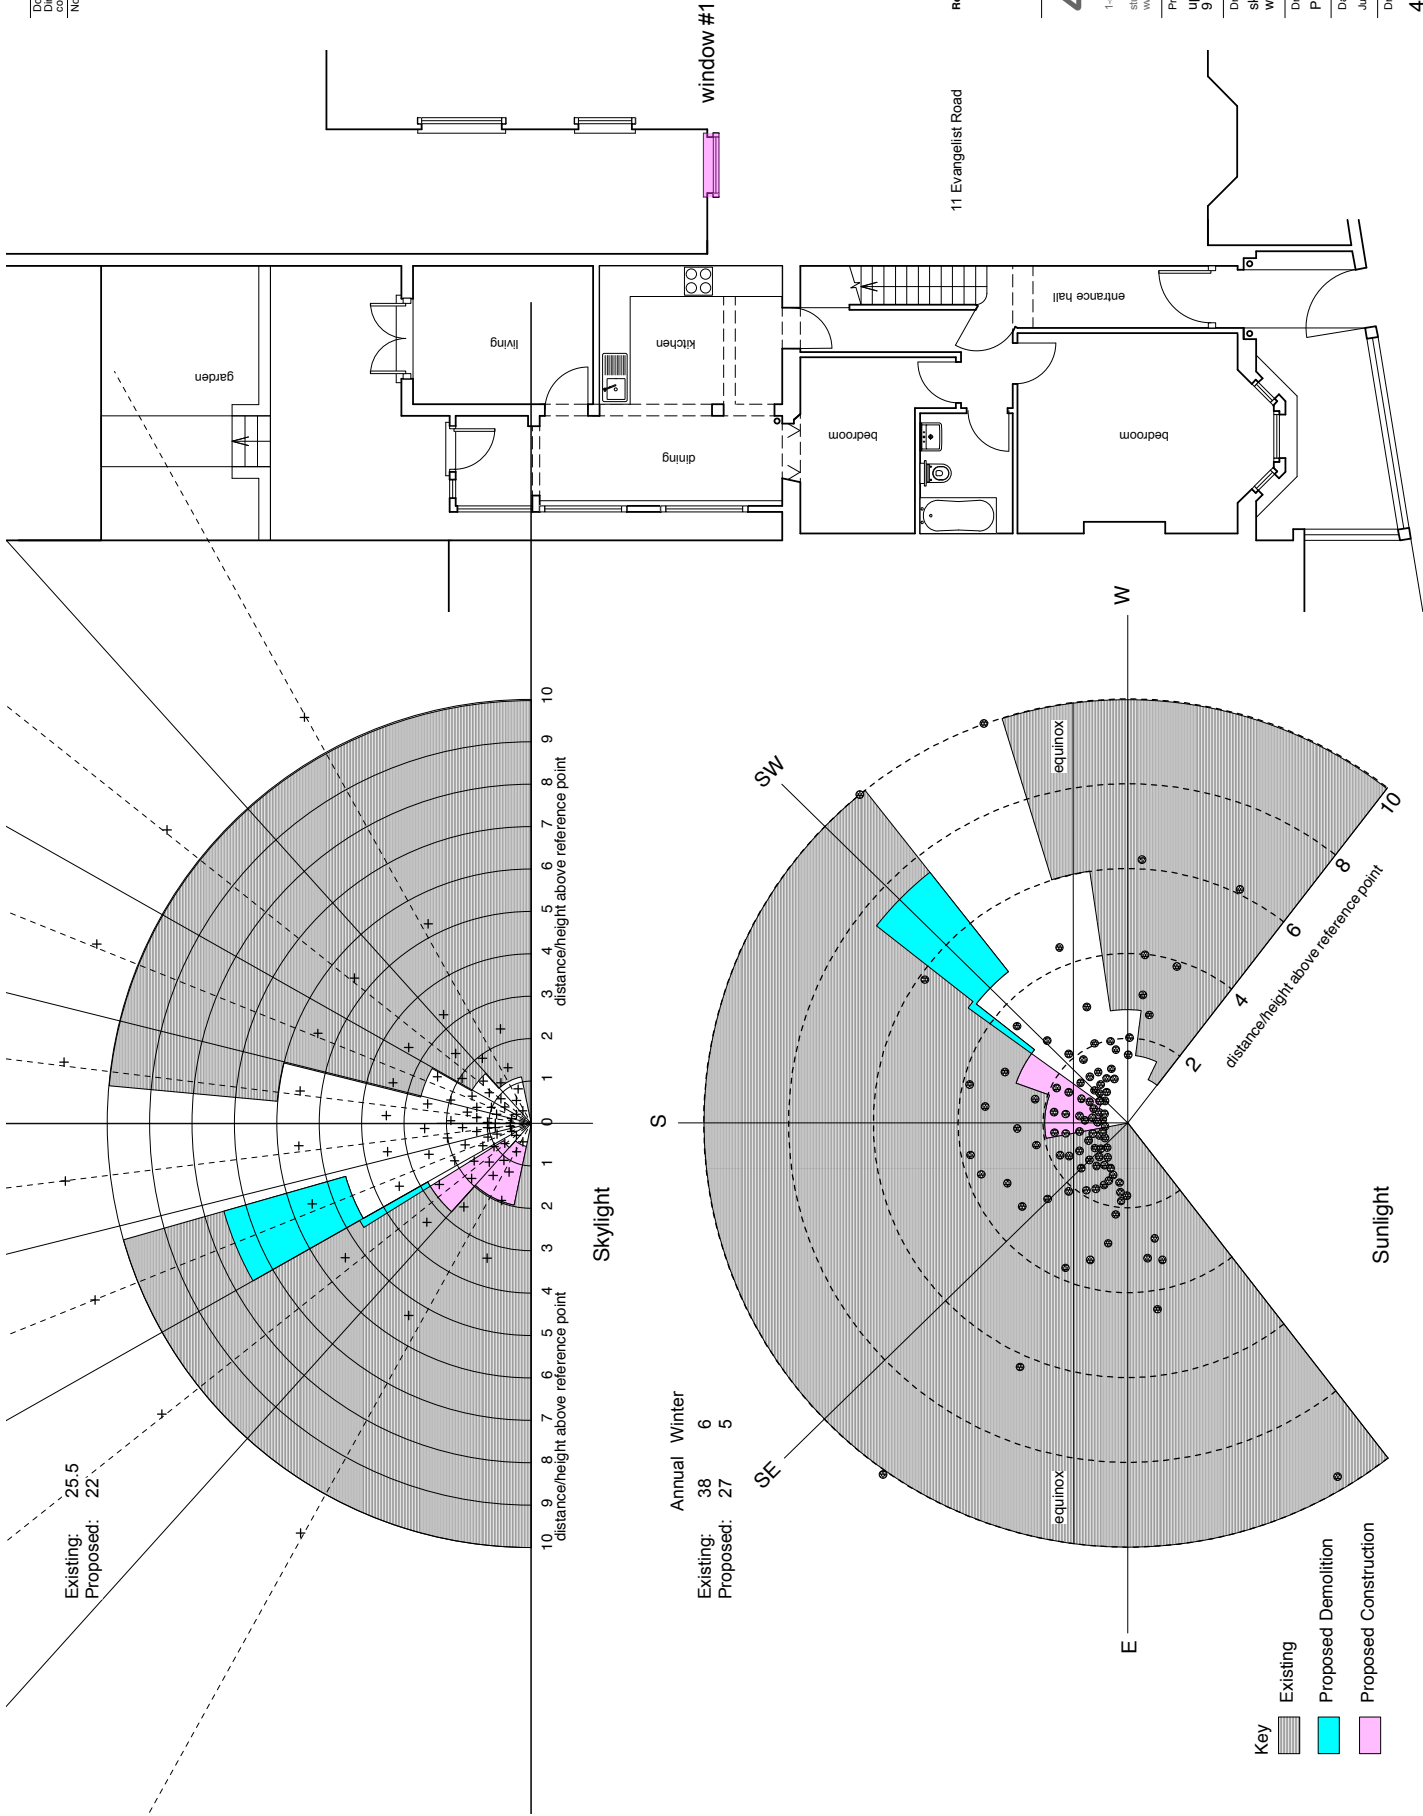 window #1
11 Evangelist Road
garden
living
kitchen
dining
bedroom
bedroom
entrance hall
Existing: 25.5
Proposed: 22
10 9 8 7 6 5 4 3 2 1 0 1 2 3 4 5 6 7 8 9 10
distance/height above reference point
distance/height above reference point
Skylight
Annual Winter
Existing: 38 6
Proposed: 27 5
S
SE
SW
E
W
equinox
equinox
2
4
6
8
10
distance/height above reference point
Sunlight
Key
Existing
Proposed Demolition
Proposed Construction